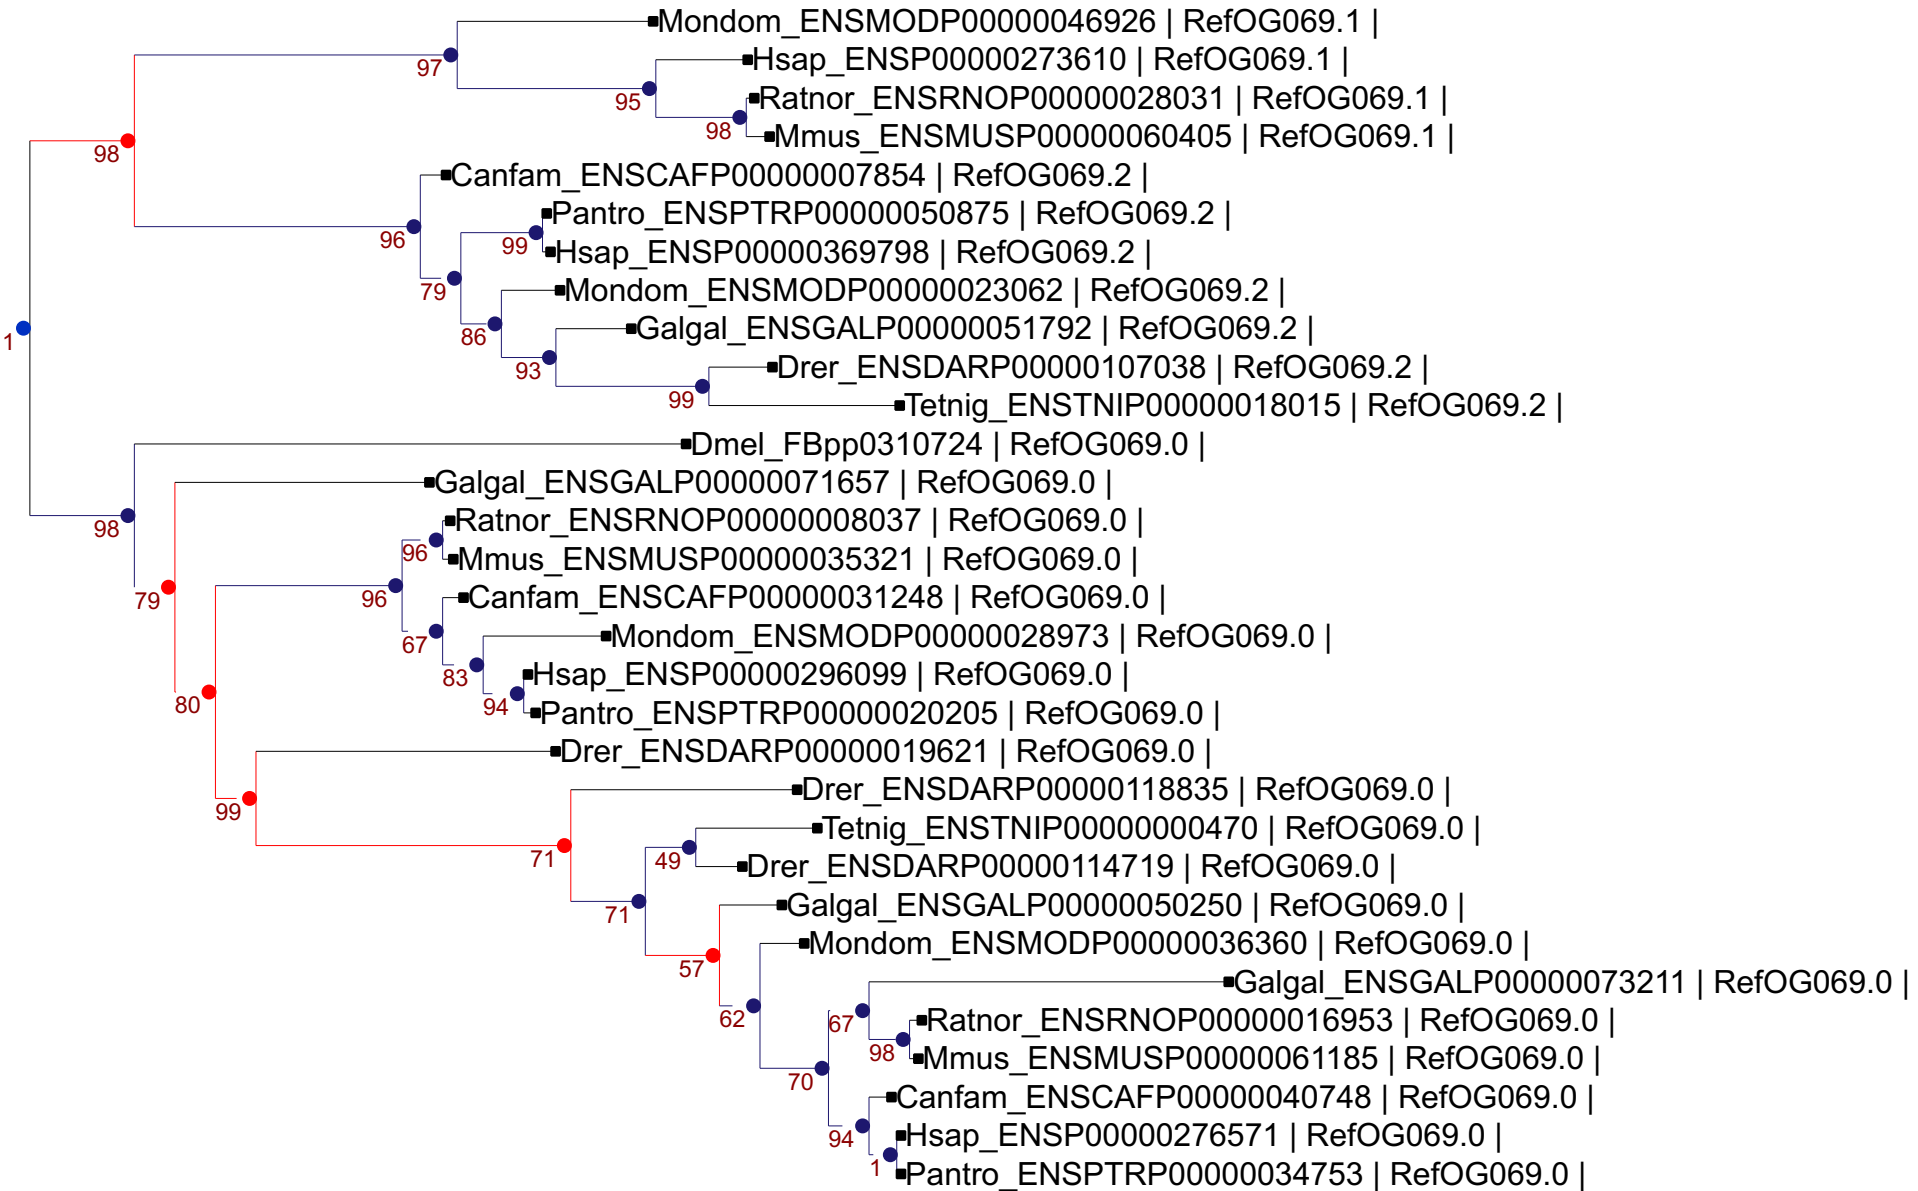 Mondom_ENSMODP00000046926 | RefOG069.1 |
Hsap_ENSP00000273610 | RefOG069.1 |
97
95
Ratnor_ENSRNOP00000028031 | RefOG069.1 |
98
Mmus_ENSMUSP00000060405 | RefOG069.1 |
98
Canfam_ENSCAFP00000007854 | RefOG069.2 |
Pantro_ENSPTRP00000050875 | RefOG069.2 |
96
99
Hsap_ENSP00000369798 | RefOG069.2 |
79
Mondom_ENSMODP00000023062 | RefOG069.2 |
Galgal_ENSGALP00000051792 | RefOG069.2 |
1
86
93
Drer_ENSDARP00000107038 | RefOG069.2 |
99
Tetnig_ENSTNIP00000018015 | RefOG069.2 |
Dmel_FBpp0310724 | RefOG069.0 |
Galgal_ENSGALP00000071657 | RefOG069.0 |
Ratnor_ENSRNOP00000008037 | RefOG069.0 |
98
96
Mmus_ENSMUSP00000035321 | RefOG069.0 |
79
96
Canfam_ENSCAFP00000031248 | RefOG069.0 |
67
Mondom_ENSMODP00000028973 | RefOG069.0 |
83
Hsap_ENSP00000296099 | RefOG069.0 |
80
94
Pantro_ENSPTRP00000020205 | RefOG069.0 |
Drer_ENSDARP00000019621 | RefOG069.0 |
Drer_ENSDARP00000118835 | RefOG069.0 |
99
Tetnig_ENSTNIP00000000470 | RefOG069.0 |
71
49
Drer_ENSDARP00000114719 | RefOG069.0 |
71
Galgal_ENSGALP00000050250 | RefOG069.0 |
Mondom_ENSMODP00000036360 | RefOG069.0 |
57
Galgal_ENSGALP00000073211 | RefOG069.0 |
62
67
Ratnor_ENSRNOP00000016953 | RefOG069.0 |
98
Mmus_ENSMUSP00000061185 | RefOG069.0 |
70
Canfam_ENSCAFP00000040748 | RefOG069.0 |
94
Hsap_ENSP00000276571 | RefOG069.0 |
1
Pantro_ENSPTRP00000034753 | RefOG069.0 |